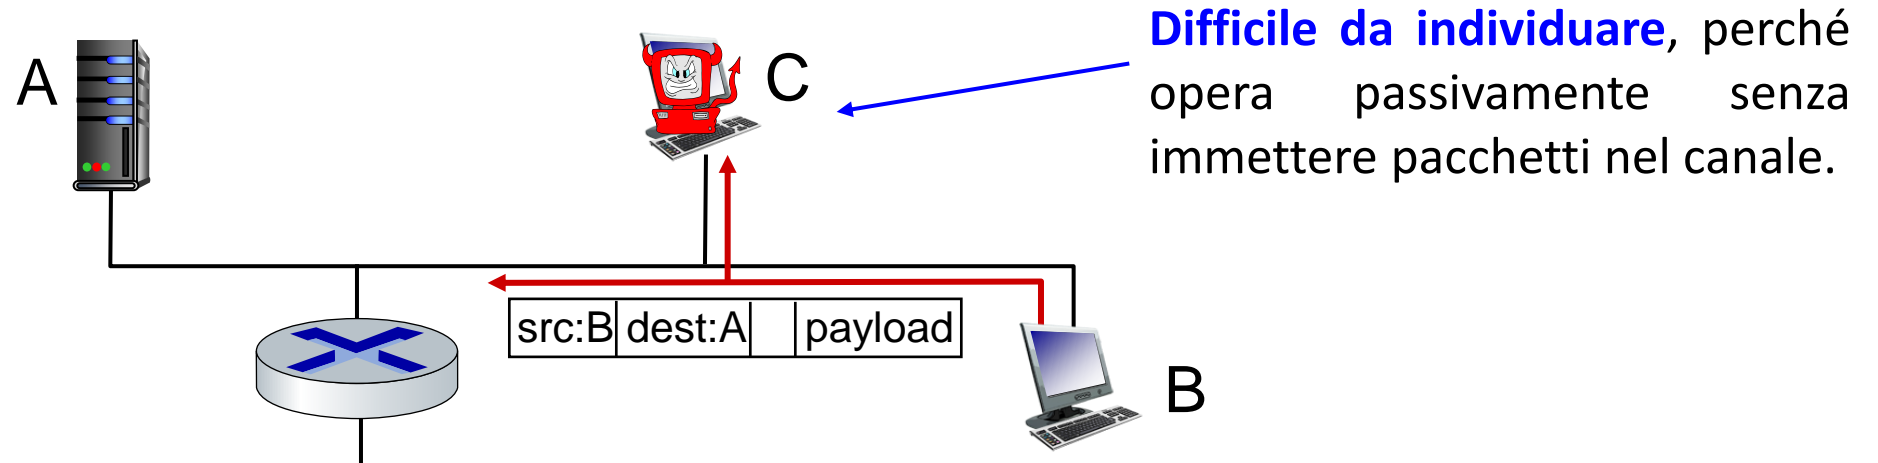 Difficile da individuare, perché
opera passivamente senza
immettere pacchetti nel canale.
A
C
src:B dest:A payload
B